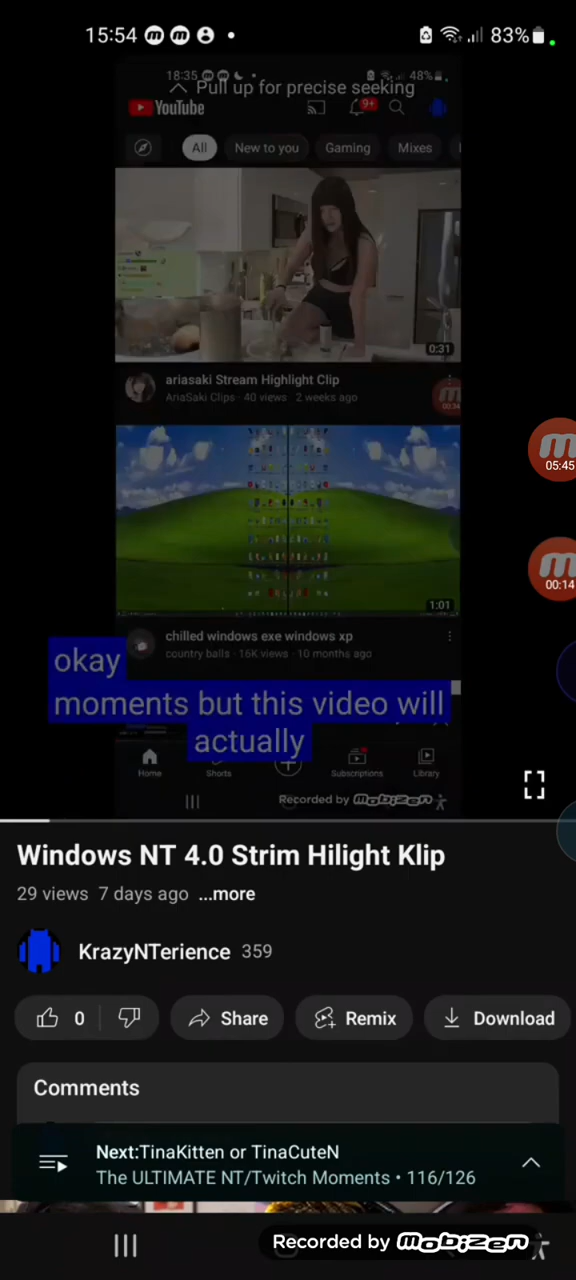 15:54
83%
18:35
48%
Pull up for precise seeking
YouTube
9+
All
New to you
Gaming
Mixes
0:31
ariasaki Stream Highlight Clip
AriaSaki Clips · 40 views · 2 weeks ago
05:45
00:14
1:01
chilled windows exe windows xp
country balls · 16K views · 10 months ago
okay
moments but this video will
actually
Home
Shorts
Subscriptions
Library
Recorded by mobizen
Windows NT 4.0 Strim Hilight Klip
29 views 7 days ago ...more
KrazyNTerience 359
0
Share
Remix
Download
Comments
Next:TinaKitten or TinaCuteN
The ULTIMATE NT/Twitch Moments • 116/126
Recorded by mobizen